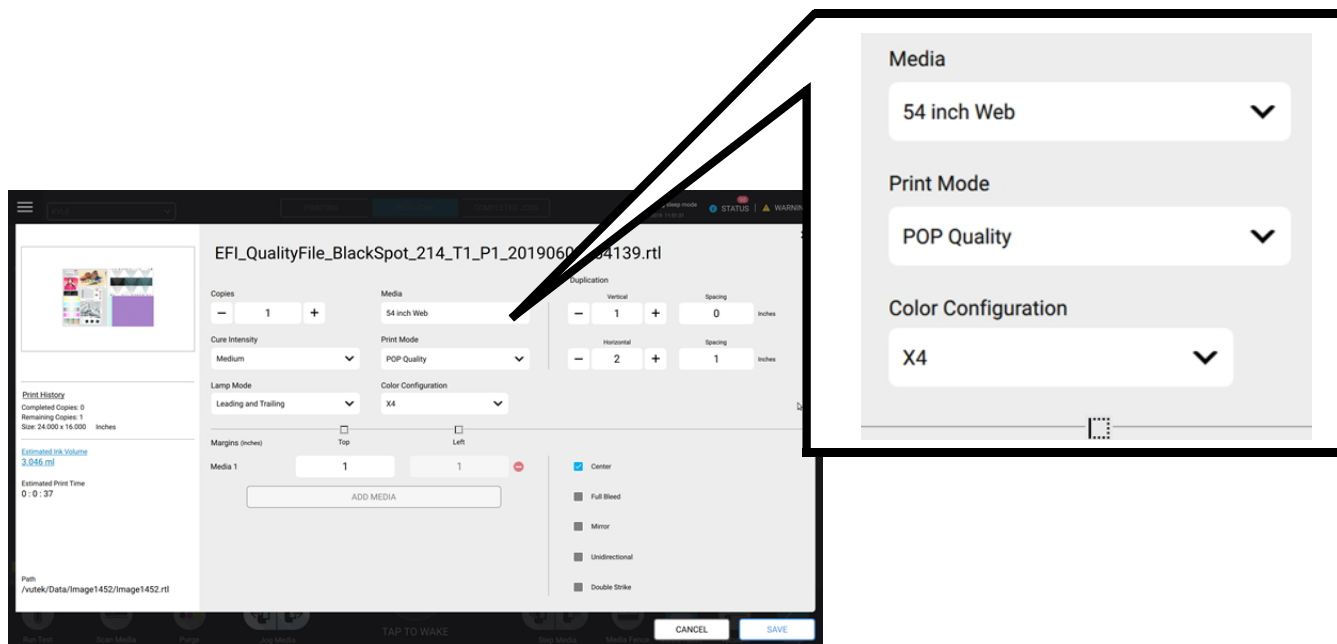 Media
54 inch Web
Print Mode
POP Quality
Color Configuration
X4
STATUS
WARNIN
EFI_QualityFile_BlackSpot_214_T1_P1_201906
4139.rtl
Copies
1
Media
54 inch Web
Duplication
Vertical
Spacing
1
0
Inches
Cure Intensity
Medium
Print Mode
POP Quality
Horizontal
Spacing
2
1
Inches
Lamp Mode
Leading and Trailing
Color Configuration
X4
Print History
Completed Copies: 0
Remaining Copies: 1
Size: 24.000 x 16.000 Inches
Estimated Ink Volume
3.046 ml
Estimated Print Time
0 : 0 : 37
Path
/vutek/Data/Image1452/Image1452.rtl
Margins (Inches)
Top
Left
Media 1
1
1
ADD MEDIA
Center
Full Bleed
Mirror
Unidirectional
Double Strike
CANCEL
SAVE
Run Test
Scan Media
Purge
Jog Media
TAP TO WAKE
Step Media
Media Fence